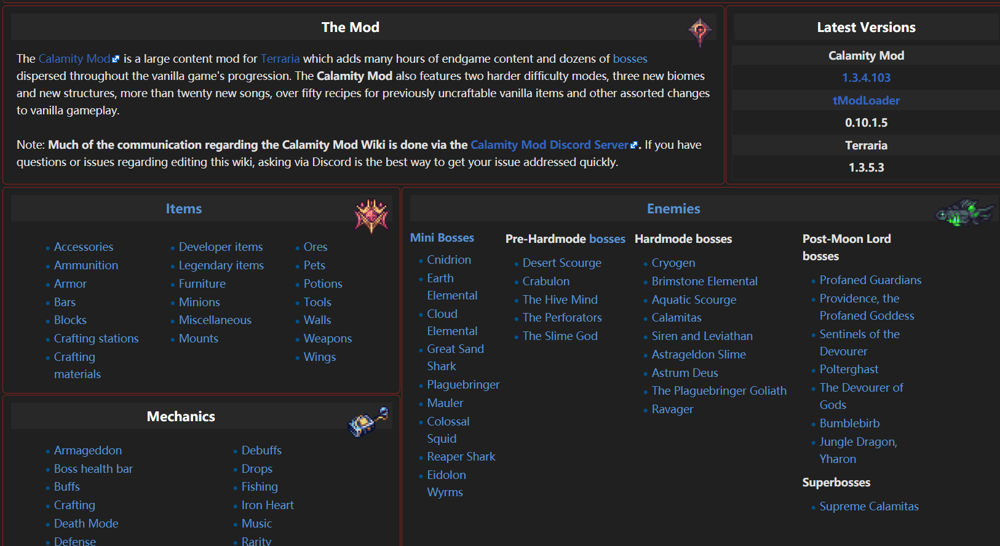 The Mod
The Calamity Mod is a large content mod for Terraria which adds many hours of endgame content and dozens of bosses
dispersed throughout the vanilla game's progression. The Calamity Mod also features two harder difficulty modes, three new biomes
and new structures, more than twenty new songs, over fifty recipes for previously uncraftable vanilla items and other assorted changes
to vanilla gameplay.
Note: Much of the communication regarding the Calamity Mod Wiki is done via the Calamity Mod Discord Server. If you have
questions or issues regarding editing this wiki, asking via Discord is the best way to get your issue addressed quickly.
Latest Versions
Calamity Mod
1.3.4.103
tModLoader
0.10.1.5
Terraria
1.3.5.3
Items
Accessories
Ammunition
Armor
Bars
Blocks
Crafting stations
Crafting
materials
Developer items
Legendary items
Furniture
Minions
Miscellaneous
Mounts
Ores
Pets
Potions
Tools
Walls
Weapons
Wings
Mechanics
Armageddon
Boss health bar
Buffs
Crafting
Death Mode
Defense
Debuffs
Drops
Fishing
Iron Heart
Music
Rarity
Enemies
Mini Bosses
Cnidrion
Earth
Elemental
Cloud
Elemental
Great Sand
Shark
Plaguebringer
Mauler
Colossal
Squid
Reaper Shark
Eidolon
Wyrms
Pre-Hardmode bosses
Desert Scourge
Crabulon
The Hive Mind
The Perforators
The Slime God
Hardmode bosses
Cryogen
Brimstone Elemental
Aquatic Scourge
Calamitas
Siren and Leviathan
Astrageldon Slime
Astrum Deus
The Plaguebringer Goliath
Ravager
Post-Moon Lord
bosses
Profaned Guardians
Providence, the
Profaned Goddess
Sentinels of the
Devourer
Polterghast
The Devourer of
Gods
Bumblebirb
Jungle Dragon,
Yharon
Superbosses
Supreme Calamitas